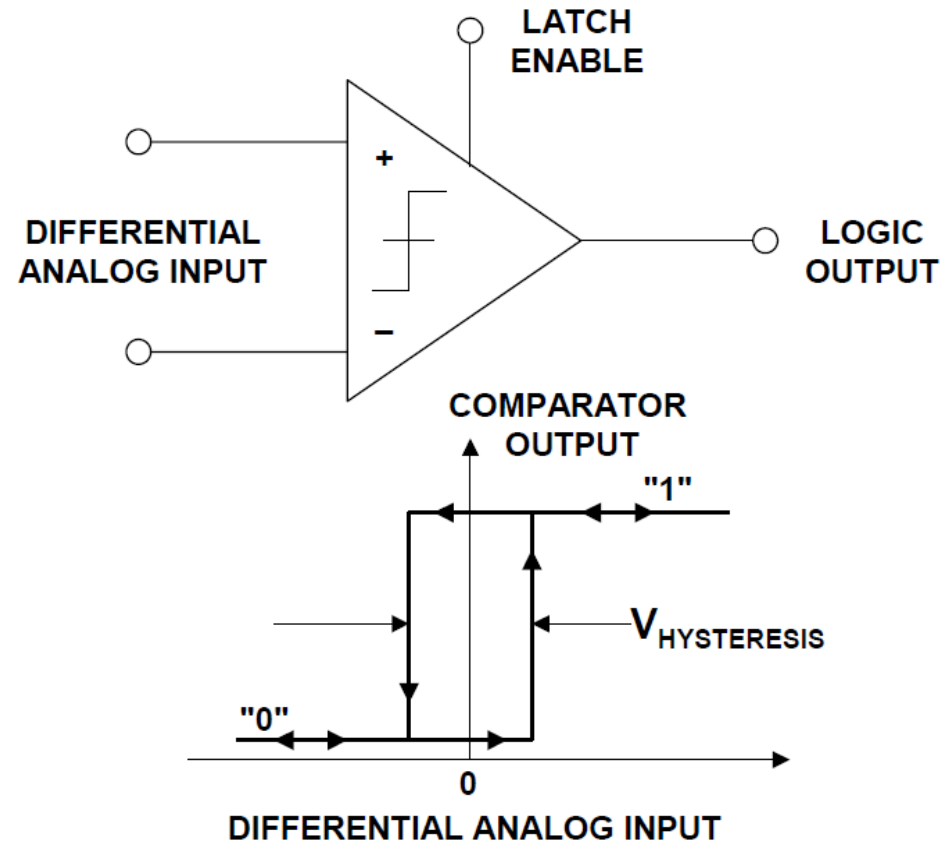 LATCH
ENABLE
+
DIFFERENTIAL
ANALOG INPUT
LOGIC
OUTPUT
−
COMPARATOR
OUTPUT
"1"
VHYSTERESIS
"0"
0
DIFFERENTIAL ANALOG INPUT